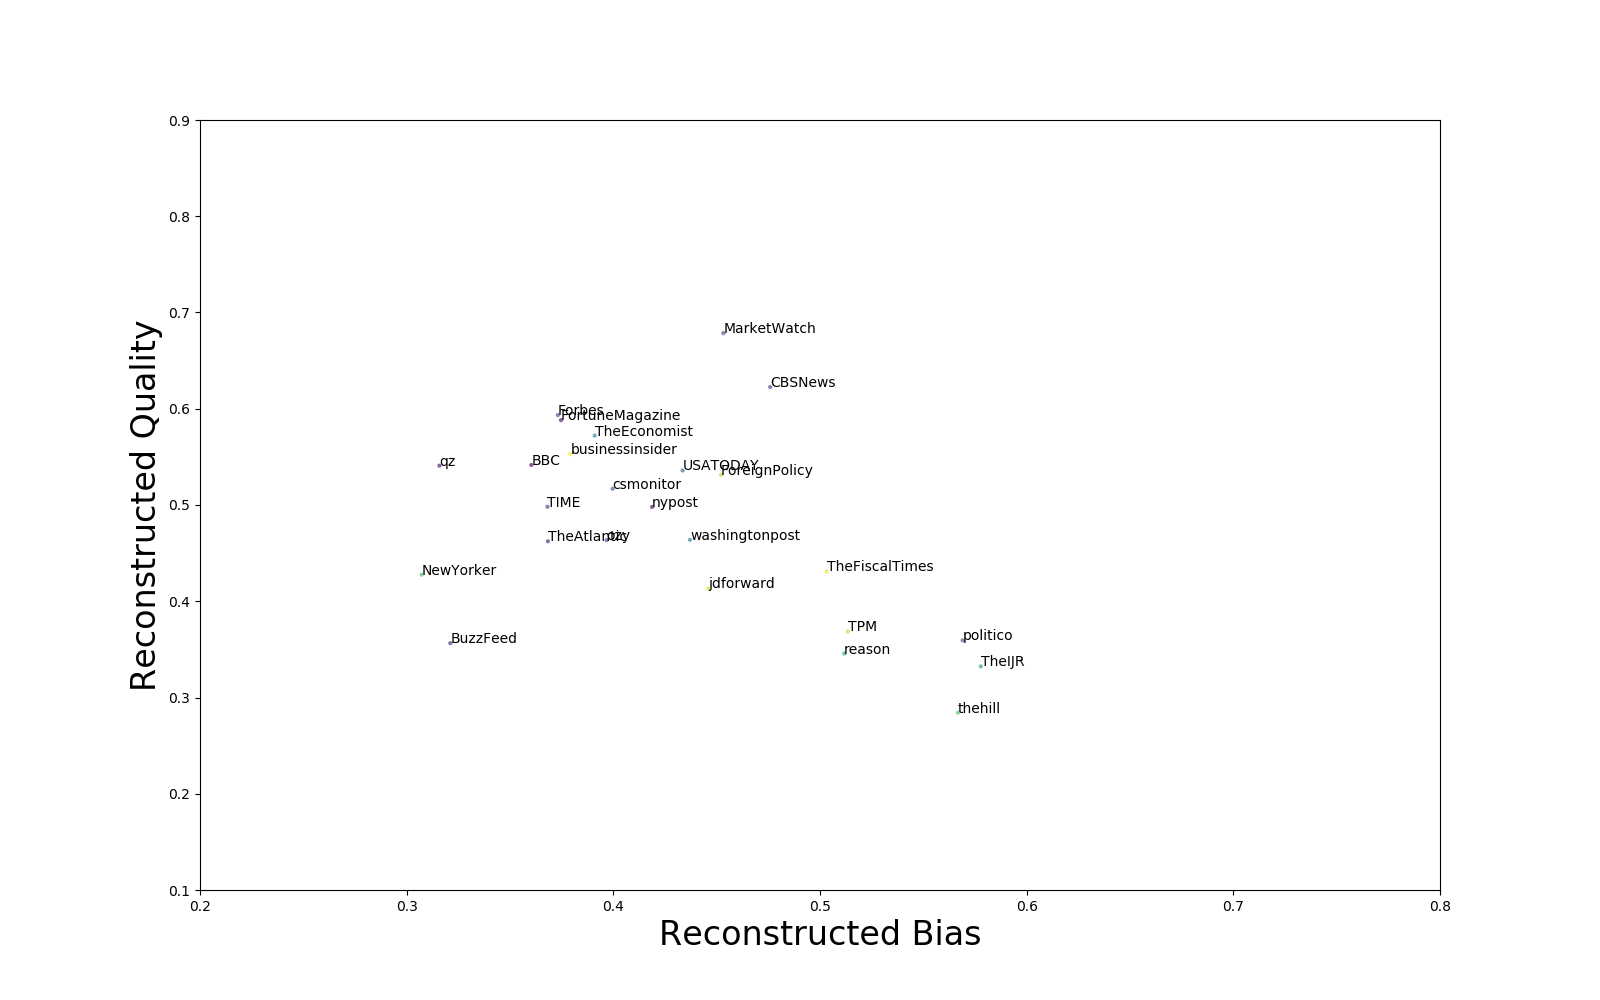 0.9
0.8
0.7
0.6
0.5
0.4
0.3
0.2
0.1
0.2
0.3
0.4
0.5
0.6
0.7
0.8
Reconstructed Quality
Reconstructed Bias
MarketWatch
CBSNews
Forbes
FortuneMagazine
TheEconomist
businessinsider
qz
BBC
USATODAY
ForeignPolicy
csmonitor
TIME
nypost
TheAtlantic
ozy
washingtonpost
NewYorker
TheFiscalTimes
jdforward
TPM
BuzzFeed
politico
reason
TheIJR
thehill